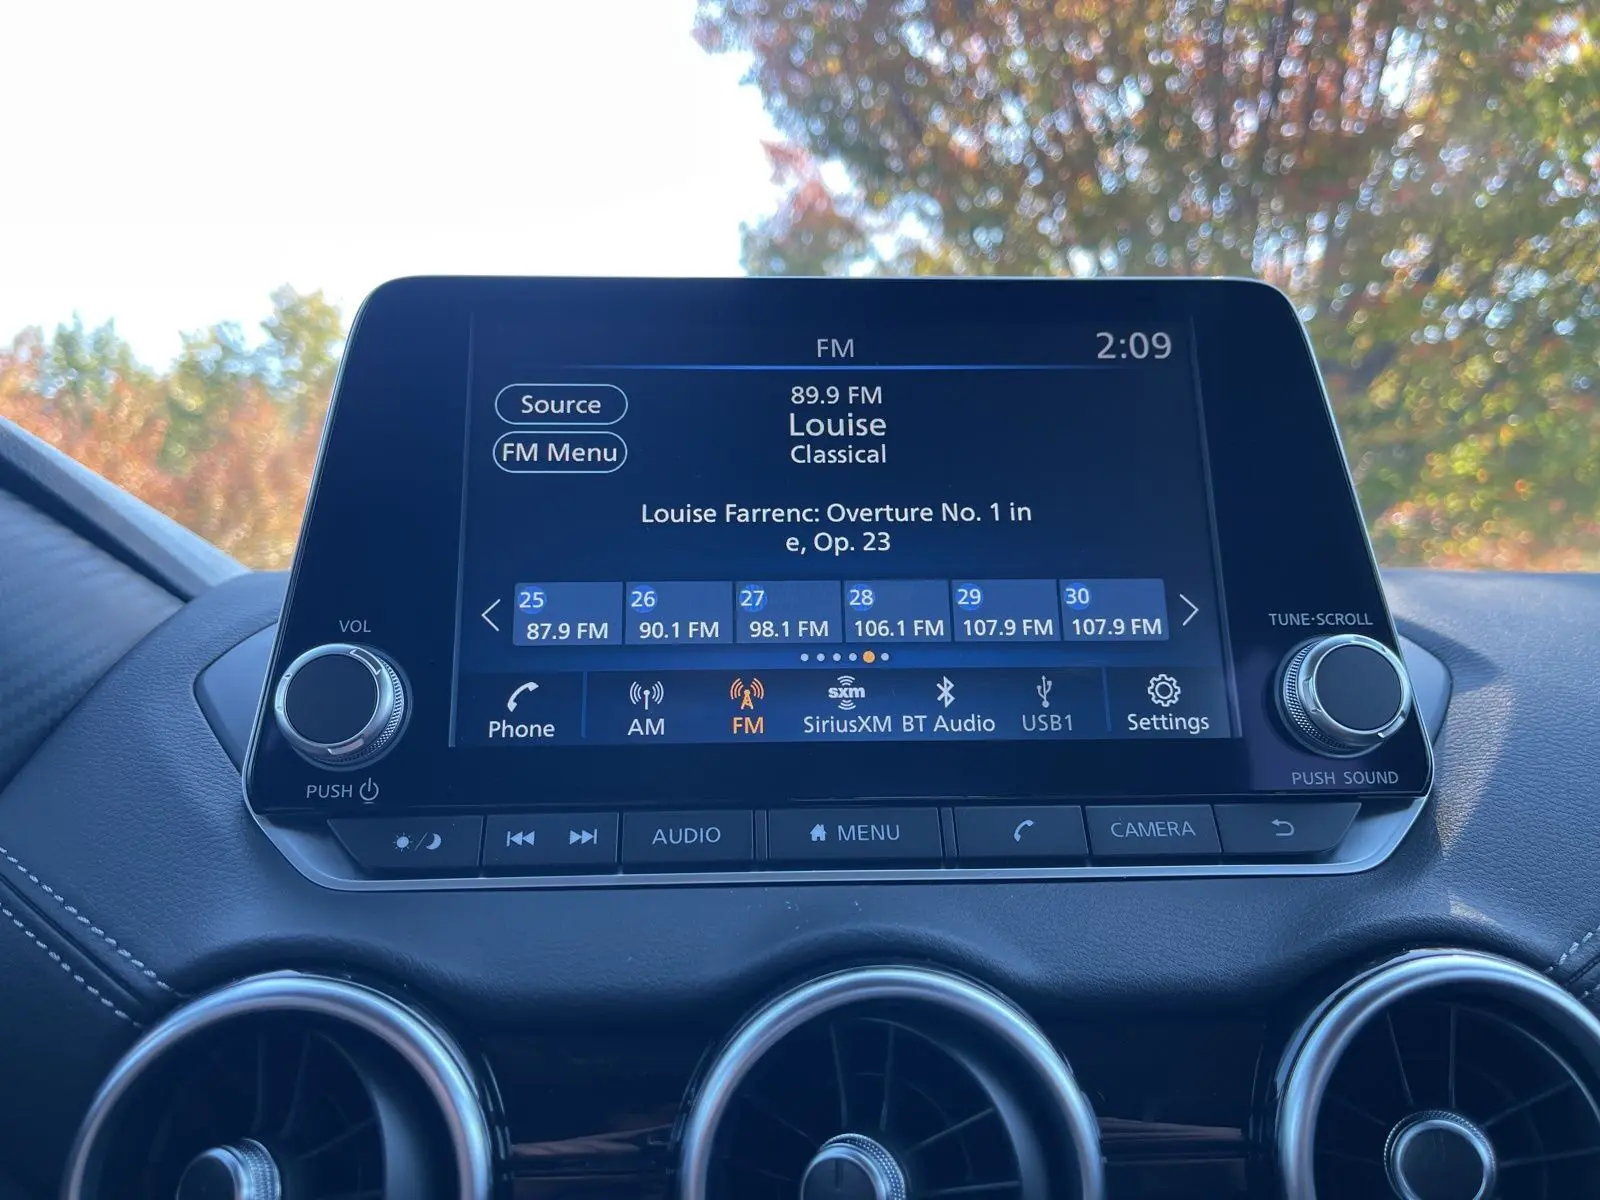 FM
2:09
Source
89.9 FM
Louise
FM Menu
Classical
Louise Farrenc: Overture No. 1 in
e, Op. 23
25 26 27 28 29 30
87.9 FM 90.1 FM 98.1 FM 106.1 FM 107.9 FM 107.9 FM
VOL
TUNE·SCROLL
sxm
Phone AM FM SiriusXM BT Audio USB1 Settings
PUSH
PUSH SOUND
AUDIO
MENU
CAMERA